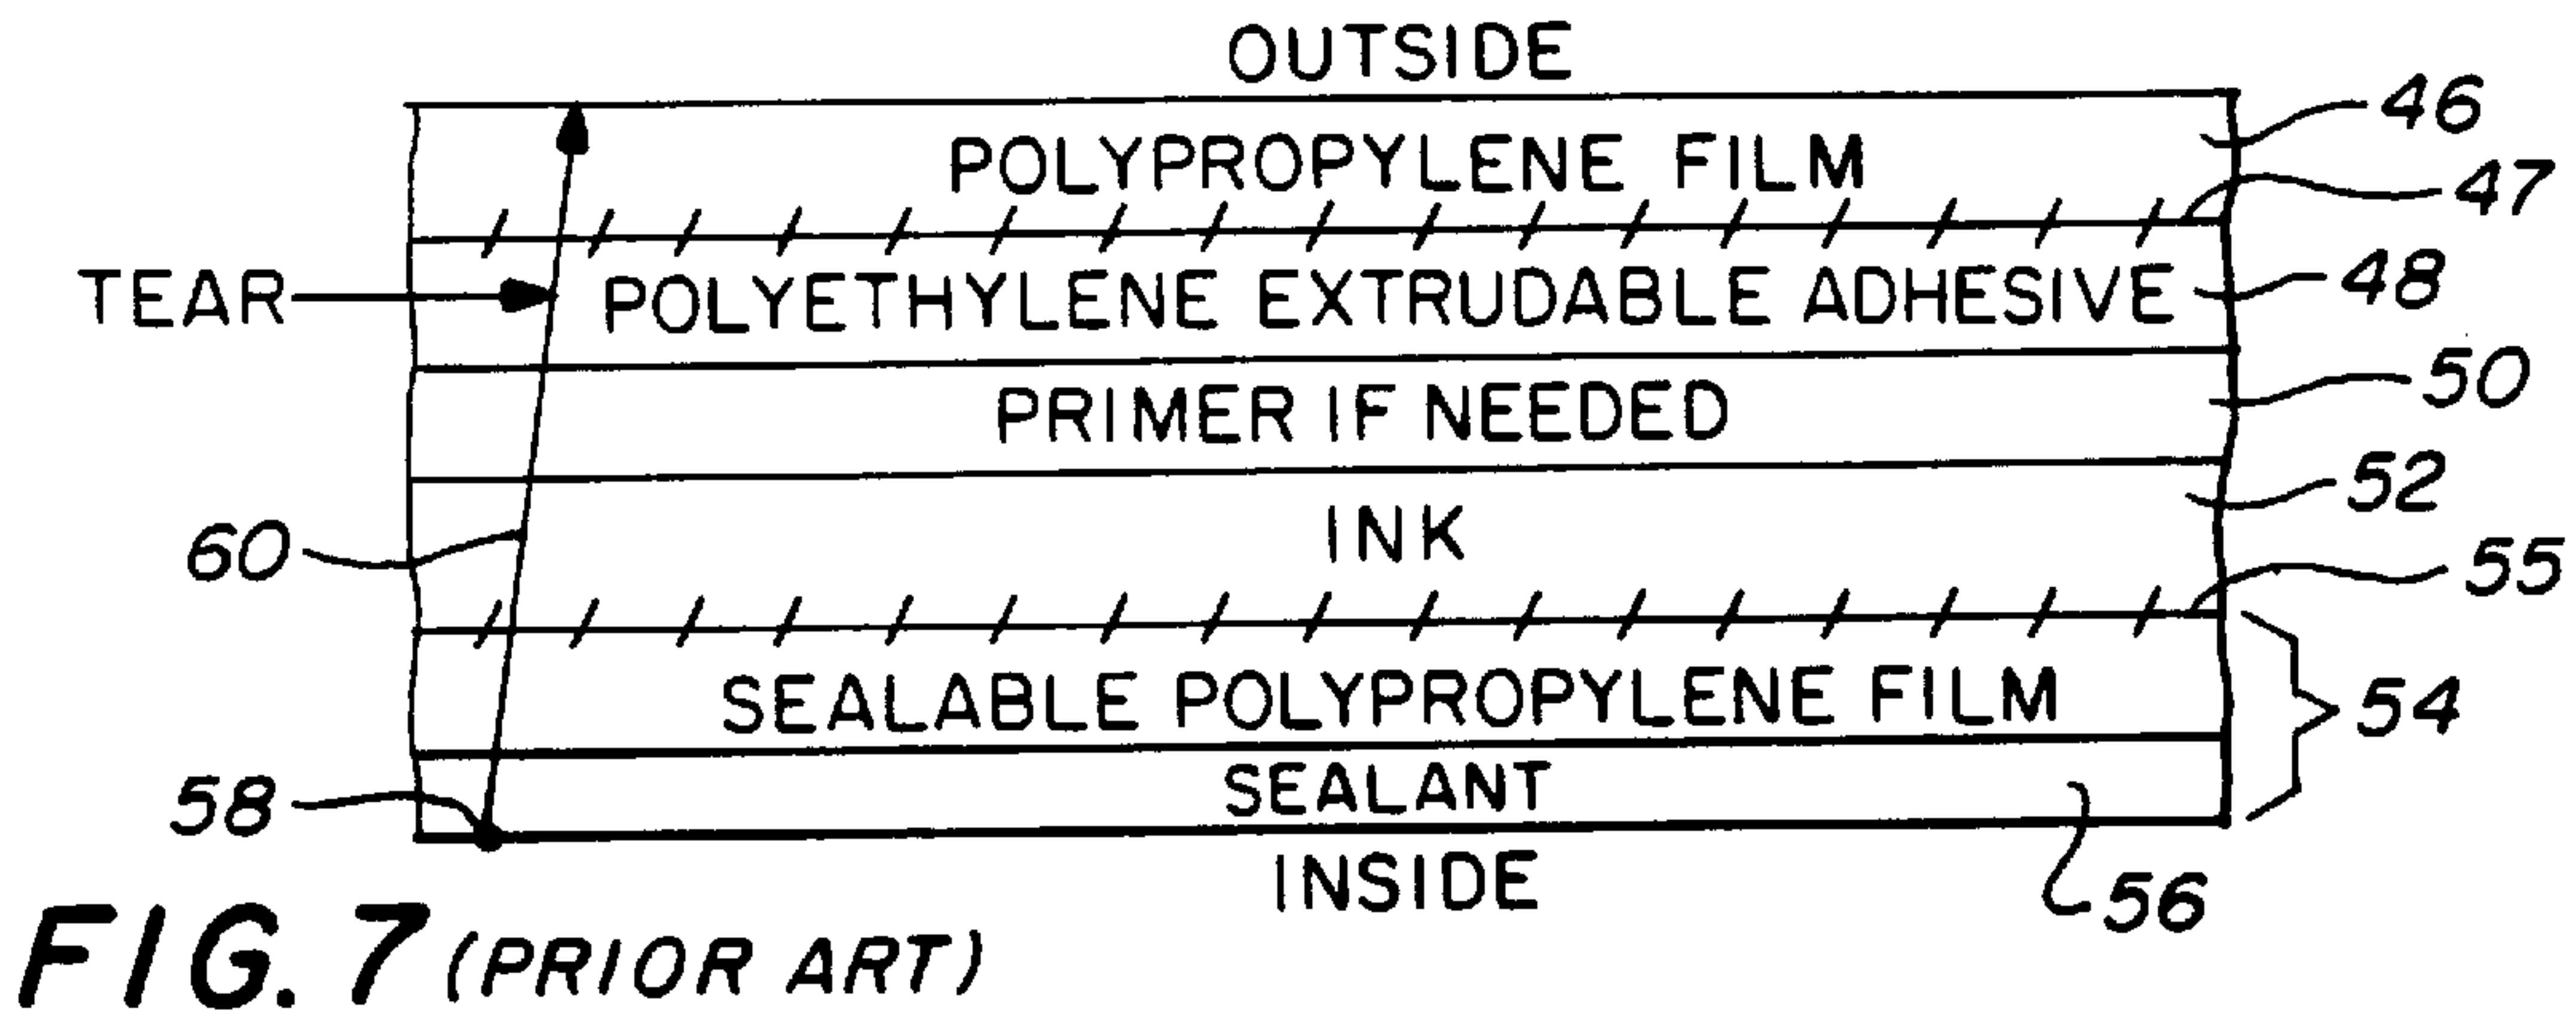 OUTSIDE
POLYPROPYLENE FILM
46
47
TEAR
POLYETHYLENE EXTRUDABLE ADHESIVE
48
PRIMER IF NEEDED
50
INK
52
60
55
SEALABLE POLYPROPYLENE FILM
54
58
SEALANT
INSIDE
56
FIG. 7 (PRIOR ART)